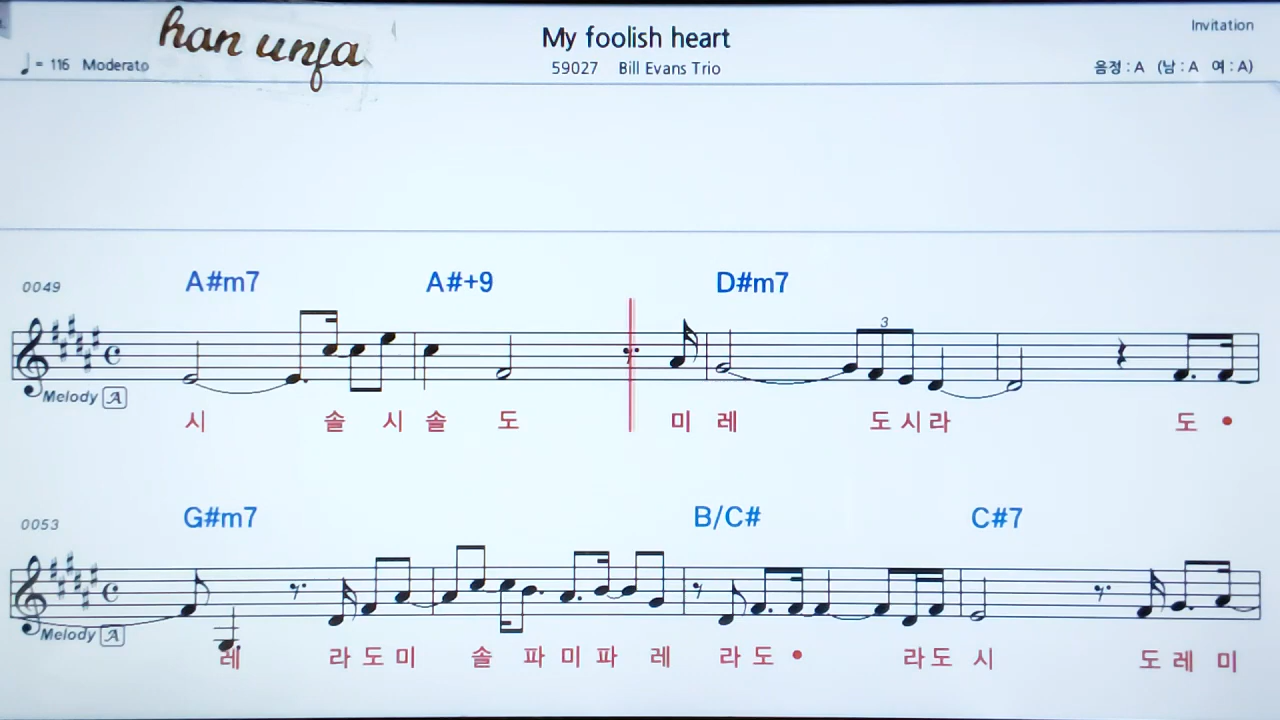 han unja
My foolish heart
Invitation
♩= 116 Moderato
59027 Bill Evans Trio
음정 : A (남 : A 여 : A)
0049
A#m7 A#+9 D#m7
3
Melody A
시 솔 시 솔 도 미 레 도 시 라 도 •
0053
G#m7 B/C# C#7
Melody A
레 라 도 미 솔 파 미 파 레 라 도 • 라 도 시 도 레 미